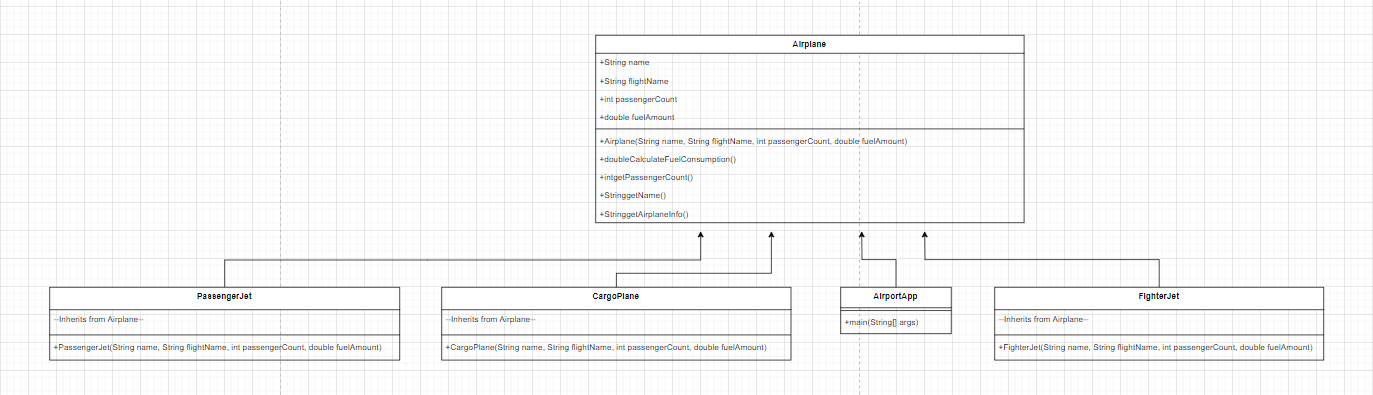 Airplane
+String name
+String flightName
+int passengerCount
+double fuelAmount
+Airplane(String name, String flightName, int passengerCount, double fuelAmount)
+doubleCalculateFuelConsumption()
+intgetPassengerCount()
+StringgetName()
+StringgetAirplaneInfo()
PassengerJet
--Inherits from Airplane--
+PassengerJet(String name, String flightName, int passengerCount, double fuelAmount)
CargoPlane
--Inherits from Airplane--
+CargoPlane(String name, String flightName, int passengerCount, double fuelAmount)
AirportApp
+main(String[] args)
FighterJet
--Inherits from Airplane--
+FighterJet(String name, String flightName, int passengerCount, double fuelAmount)